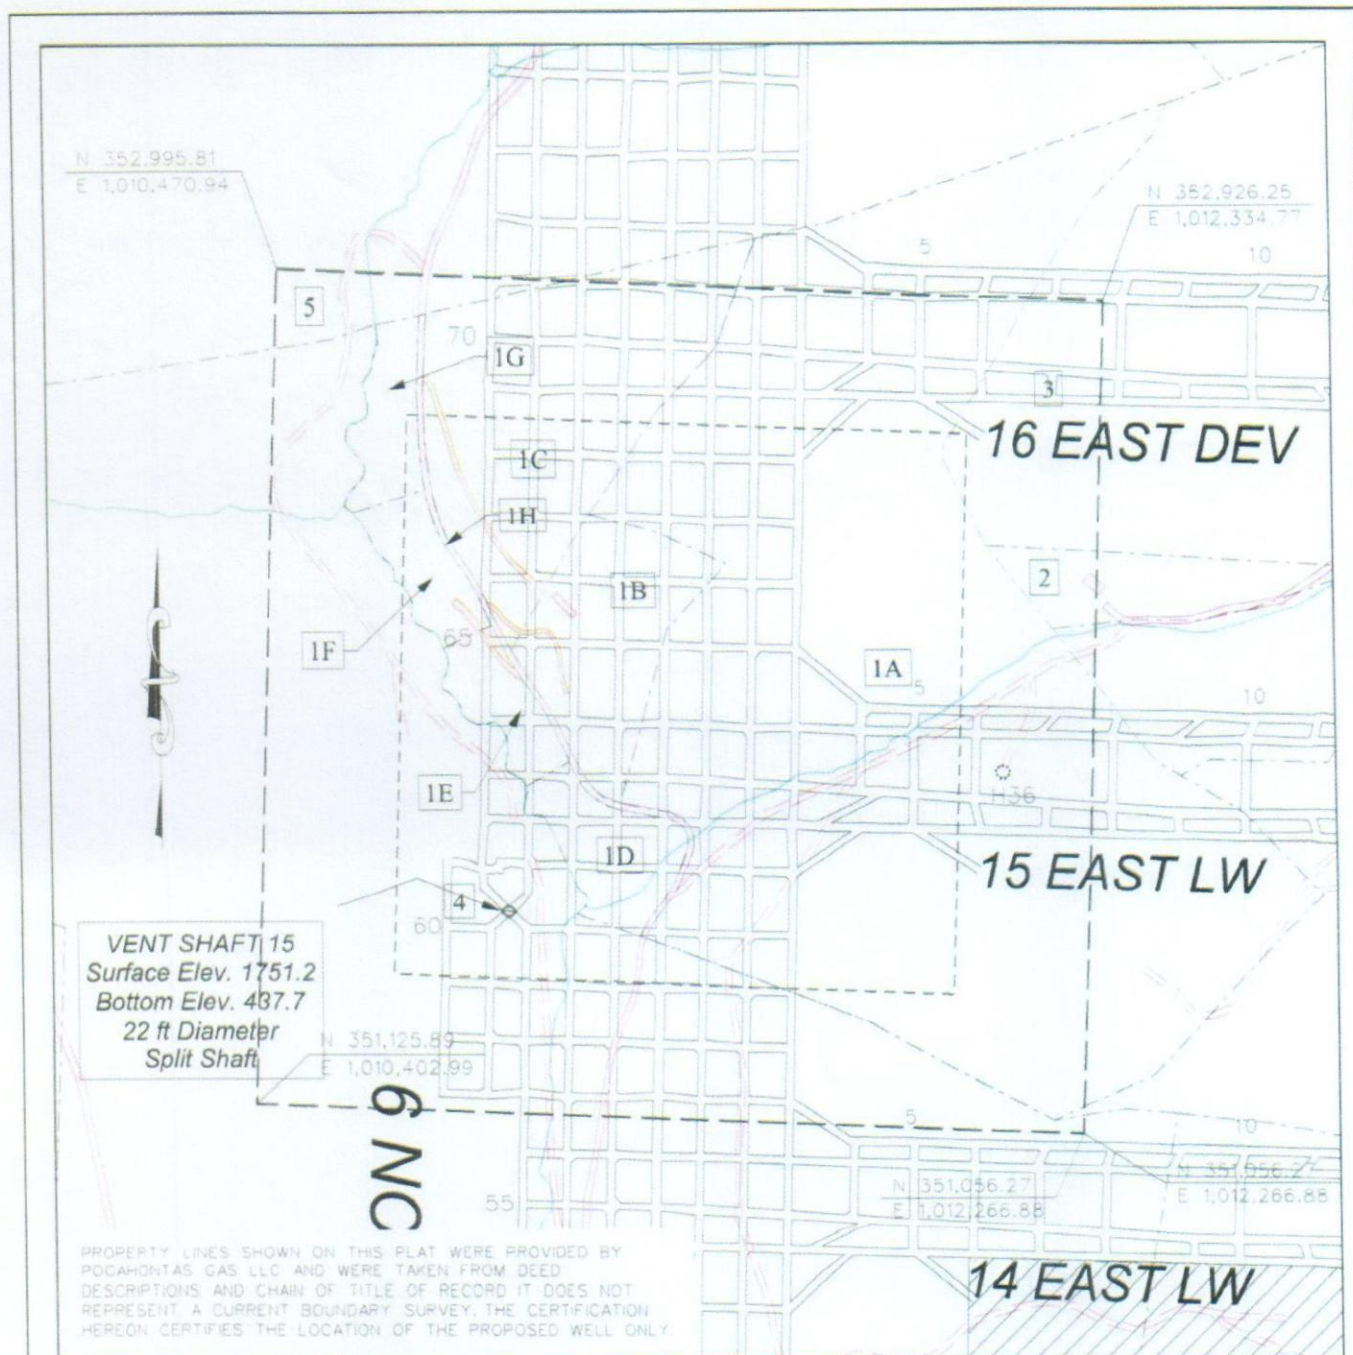 N 352,995.81
E 1,010,470.94
N 352,926.25
E 1,012,334.77
5
10
5
70
1G
3
16 EAST DEV
1C
1H
1B
2
1F
65
1A
5
10
1E
H36
1D
15 EAST LW
4
60
VENT SHAFT 15
Surface Elev. 1751.2
Bottom Elev. 437.7
22 ft Diameter
Split Shaft
N 351,125.89
E 1,010,402.99
6 NC
5
10
N 351,056.27
E 1,012,266.88
N 351,056.27
E 1,012,266.88
55
PROPERTY LINES SHOWN ON THIS PLAT WERE PROVIDED BY
POCAHONTAS GAS LLC AND WERE TAKEN FROM DEED
DESCRIPTIONS AND CHAIN OF TITLE OF RECORD IT DOES NOT
REPRESENT A CURRENT BOUNDARY SURVEY. THE CERTIFICATION
HEREON CERTIFIES THE LOCATION OF THE PROPOSED WELL ONLY.
14 EAST LW